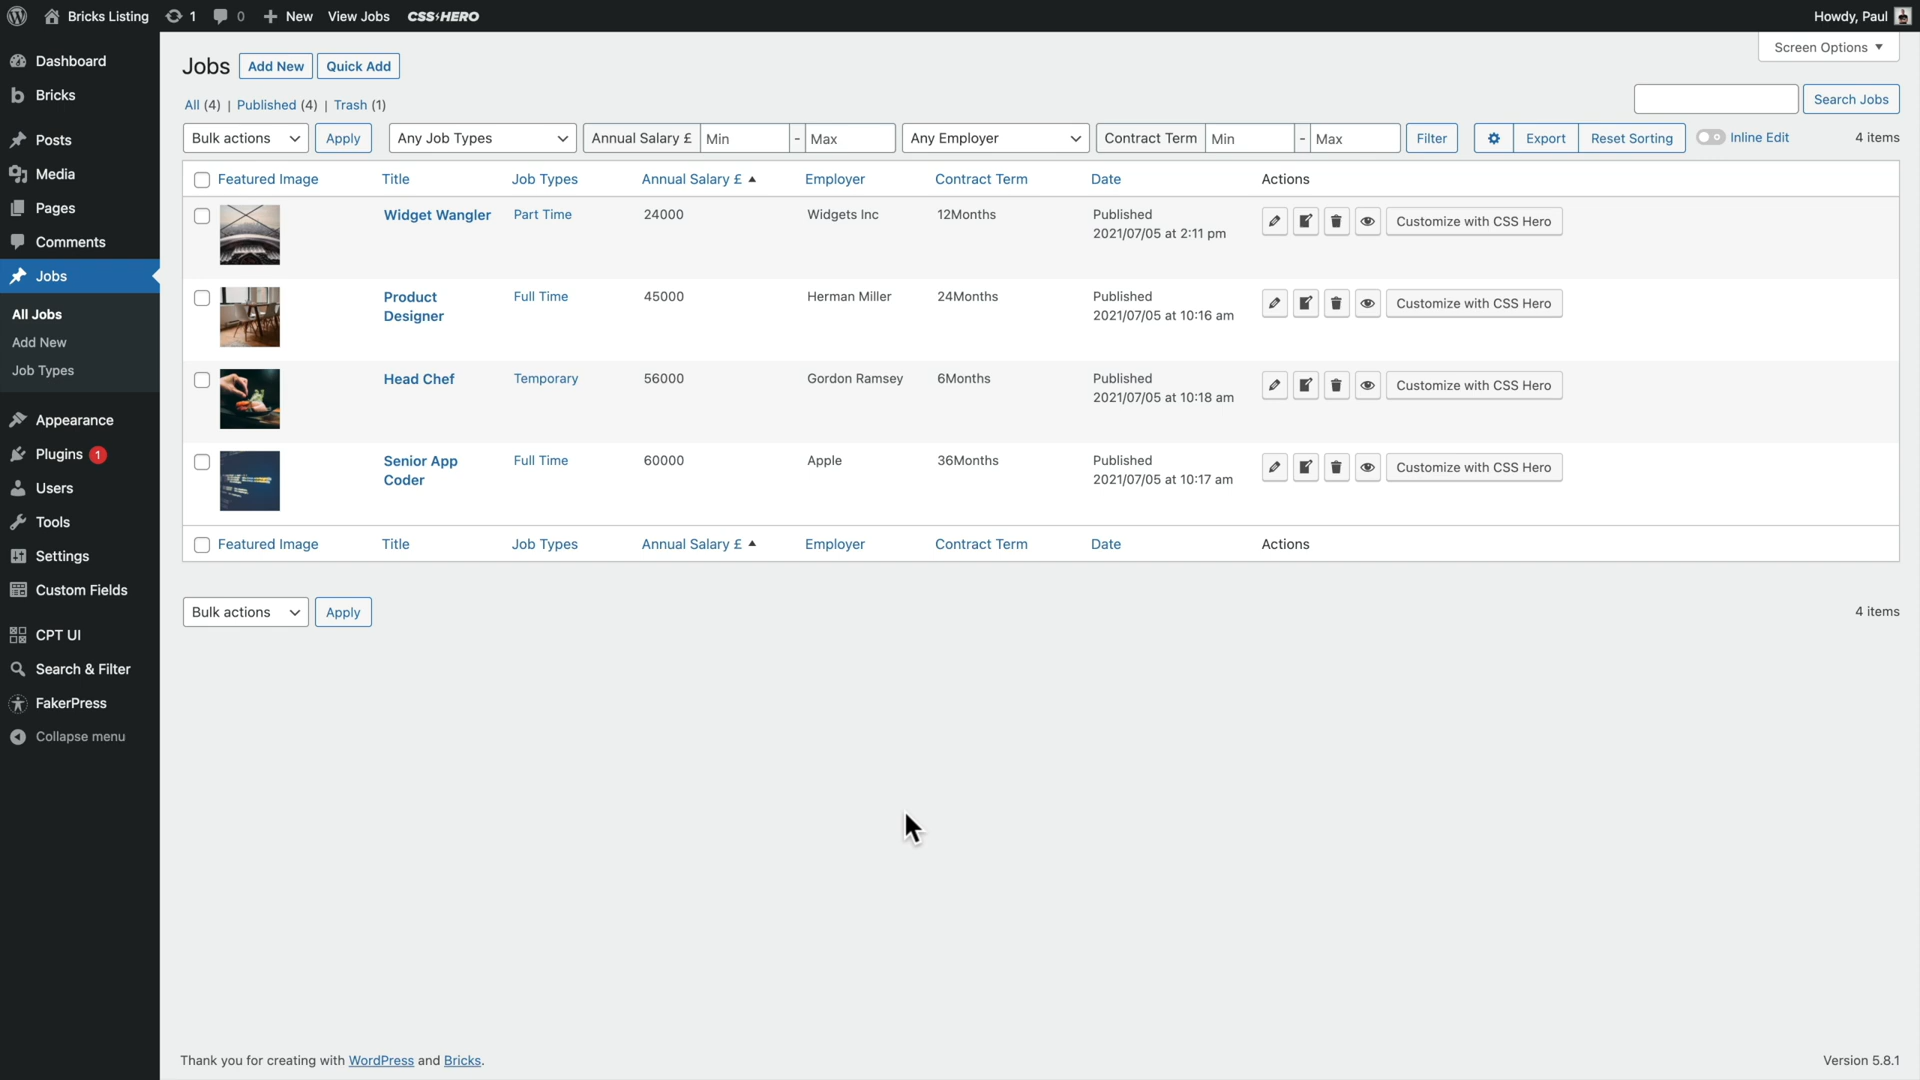 Bricks Listing 1 0 New View Jobs CSS HERO Howdy, Paul
Screen Options
Dashboard
Bricks
Posts
Media
Pages
Comments
Jobs
All Jobs
Add New
Job Types
Appearance
Plugins 1
Users
Tools
Settings
Custom Fields
CPT UI
Search & Filter
FakerPress
Collapse menu
Jobs Add New Quick Add
All (4) | Published (4) | Trash (1)
Search Jobs
Bulk actions Apply Any Job Types Annual Salary £ Min - Max Any Employer Contract Term Min - Max Filter Export Reset Sorting Inline Edit 4 items
Featured Image Title Job Types Annual Salary £ Employer Contract Term Date Actions
Widget Wangler Part Time 24000 Widgets Inc 12Months Published Customize with CSS Hero
2021/07/05 at 2:11 pm
Product Full Time 45000 Herman Miller 24Months Published Customize with CSS Hero
Designer 2021/07/05 at 10:16 am
Head Chef Temporary 56000 Gordon Ramsey 6Months Published Customize with CSS Hero
2021/07/05 at 10:18 am
Senior App Full Time 60000 Apple 36Months Published Customize with CSS Hero
Coder 2021/07/05 at 10:17 am
Featured Image Title Job Types Annual Salary £ Employer Contract Term Date Actions
Bulk actions Apply 4 items
Thank you for creating with WordPress and Bricks. Version 5.8.1